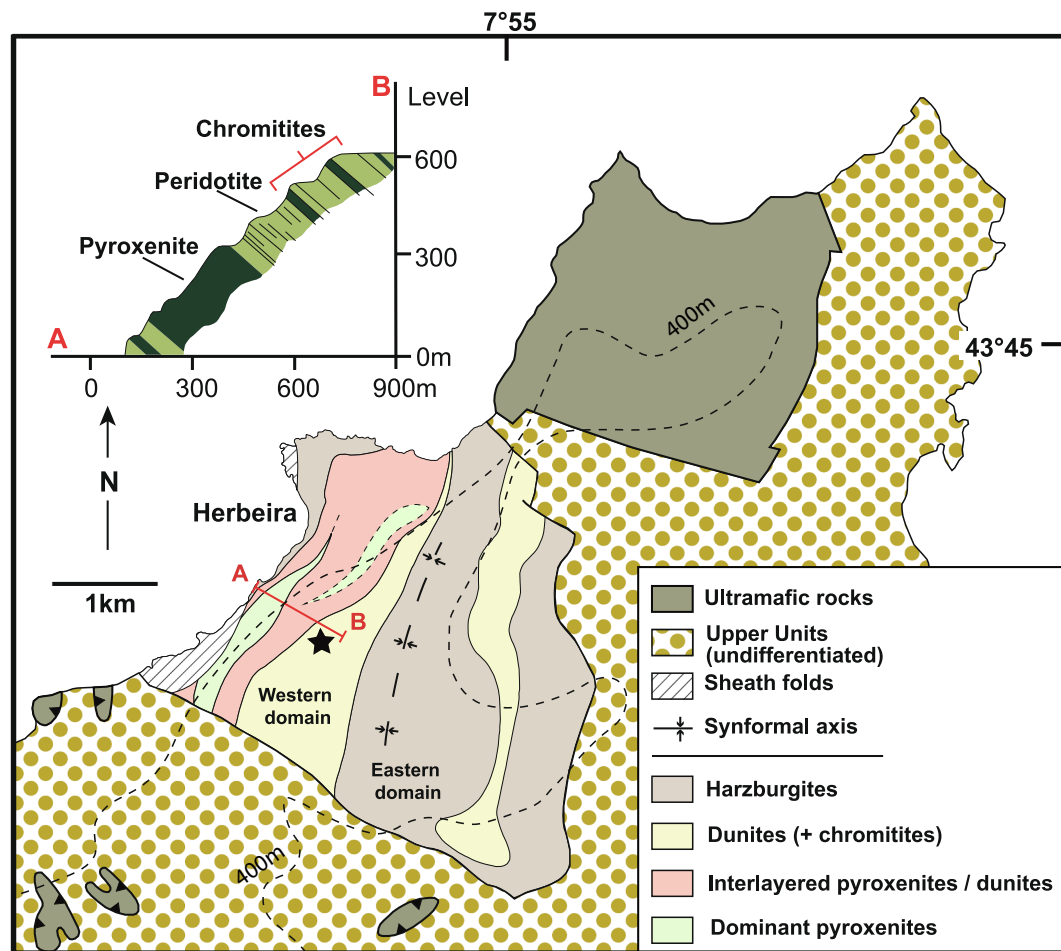 7°55
B
Level
Chromitites
600
Peridotite
Pyroxenite
300
A
0m
0
300
600
900m
400m
43°45
N
Herbeira
A
1km
B
Western
domain
Eastern
domain
400m
Ultramafic rocks
Upper Units
(undifferentiated)
Sheath folds
Synformal axis
Harzburgites
Dunites (+ chromitites)
Interlayered pyroxenites / dunites
Dominant pyroxenites